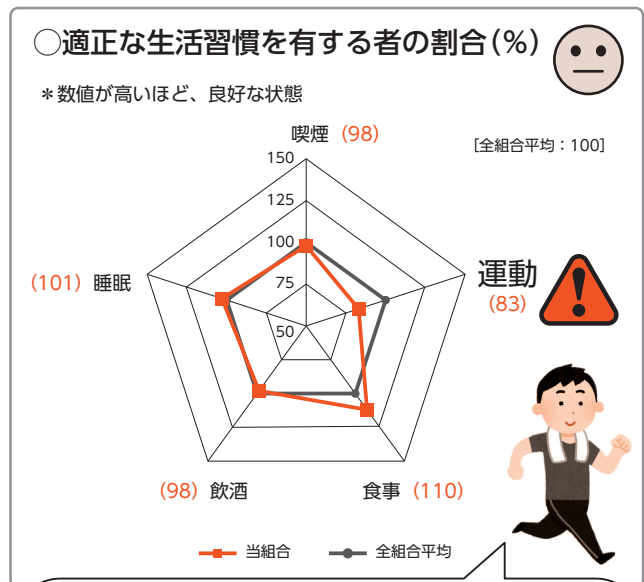 ○適正な生活習慣を有する者の割合(%)
*数値が高いほど、良好な状態
[全組合平均:100]
喫煙 (98)
150
125
100
75
50
運動
(83)
(101) 睡眠
(98) 飲酒
食事 (110)
当組合
全組合平均